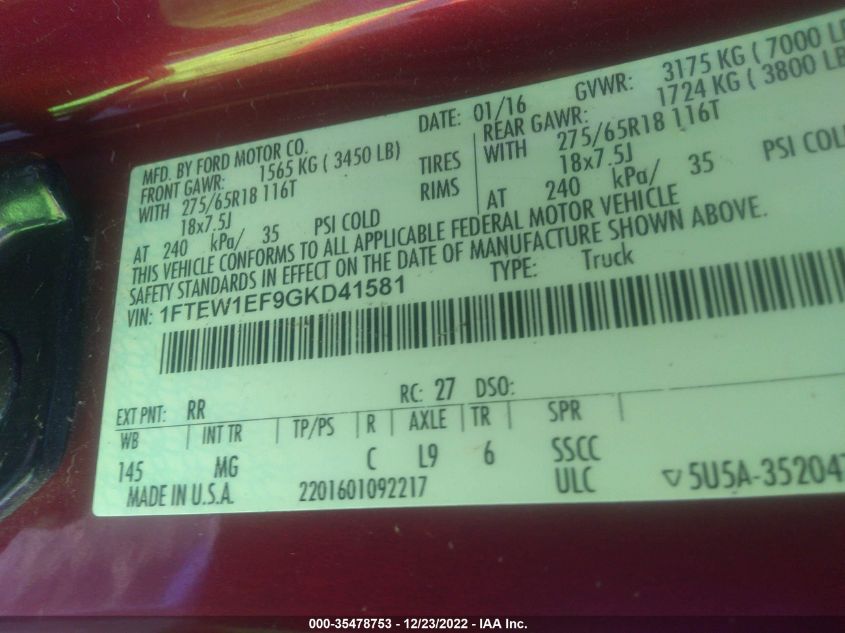 MFD. BY FORD MOTOR CO.
DATE: 01/16 GVWR: 3175 KG ( 7000 L
FRONT GAWR: 1565 KG ( 3450 LB)
REAR GAWR: 1724 KG ( 3800 LB
WITH 275/65R18 116T TIRES
WITH 275/65R18 116T
18x7.5J RIMS
18x7.5J
AT 240 kPa/ 35 PSI COLD
AT 240 kPa/ 35 PSI COL
THIS VEHICLE CONFORMS TO ALL APPLICABLE FEDERAL MOTOR VEHICLE
SAFETY STANDARDS IN EFFECT ON THE DATE OF MANUFACTURE SHOWN ABOVE.
VIN: 1FTEW1EF9GKD41581 TYPE: Truck
EXT PNT: RR RC: 27 DSO:
WB INT TR TP/PS R AXLE TR SPR
145 MG C L9 6 SSCC
MADE IN U.S.A. 2201601092217 ULC ▽5U5A-35204
000-35478753 - 12/23/2022 - IAA Inc.